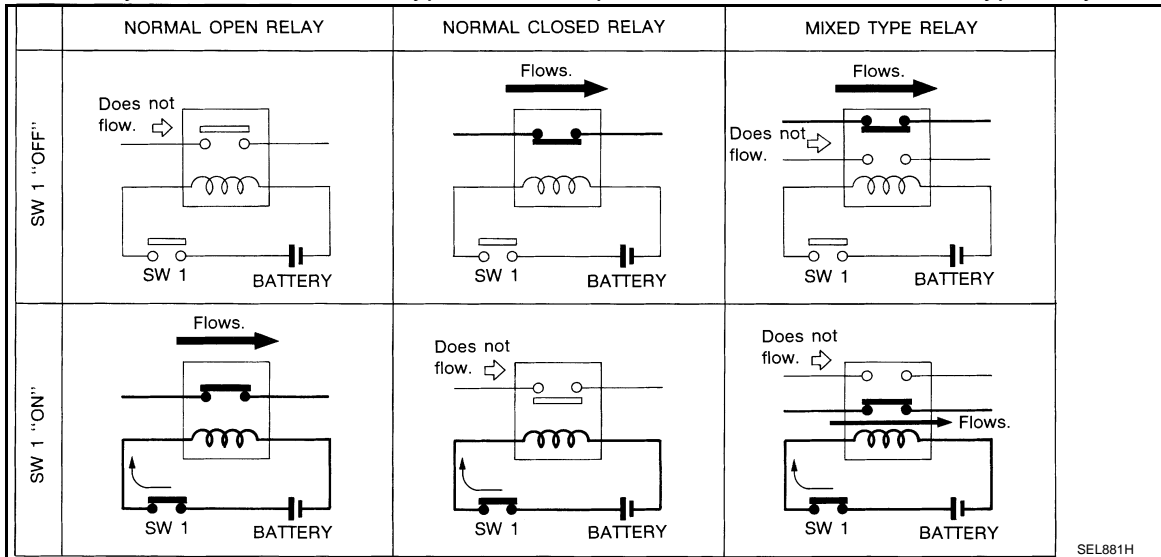 NORMAL OPEN RELAY
NORMAL CLOSED RELAY
MIXED TYPE RELAY
SW 1 “OFF”
Does not
flow.
SW 1
BATTERY
Flows.
SW 1
BATTERY
Flows.
Does not
flow.
SW 1
BATTERY
SW 1 “ON”
Flows.
SW 1
BATTERY
Does not
flow.
SW 1
BATTERY
Does not
flow.
Flows.
SW 1
BATTERY
SEL881H